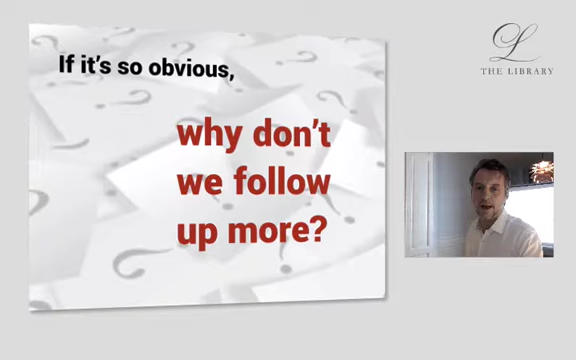 If it's so obvious,
why don't
we follow
up more?
L
THE LIBRARY